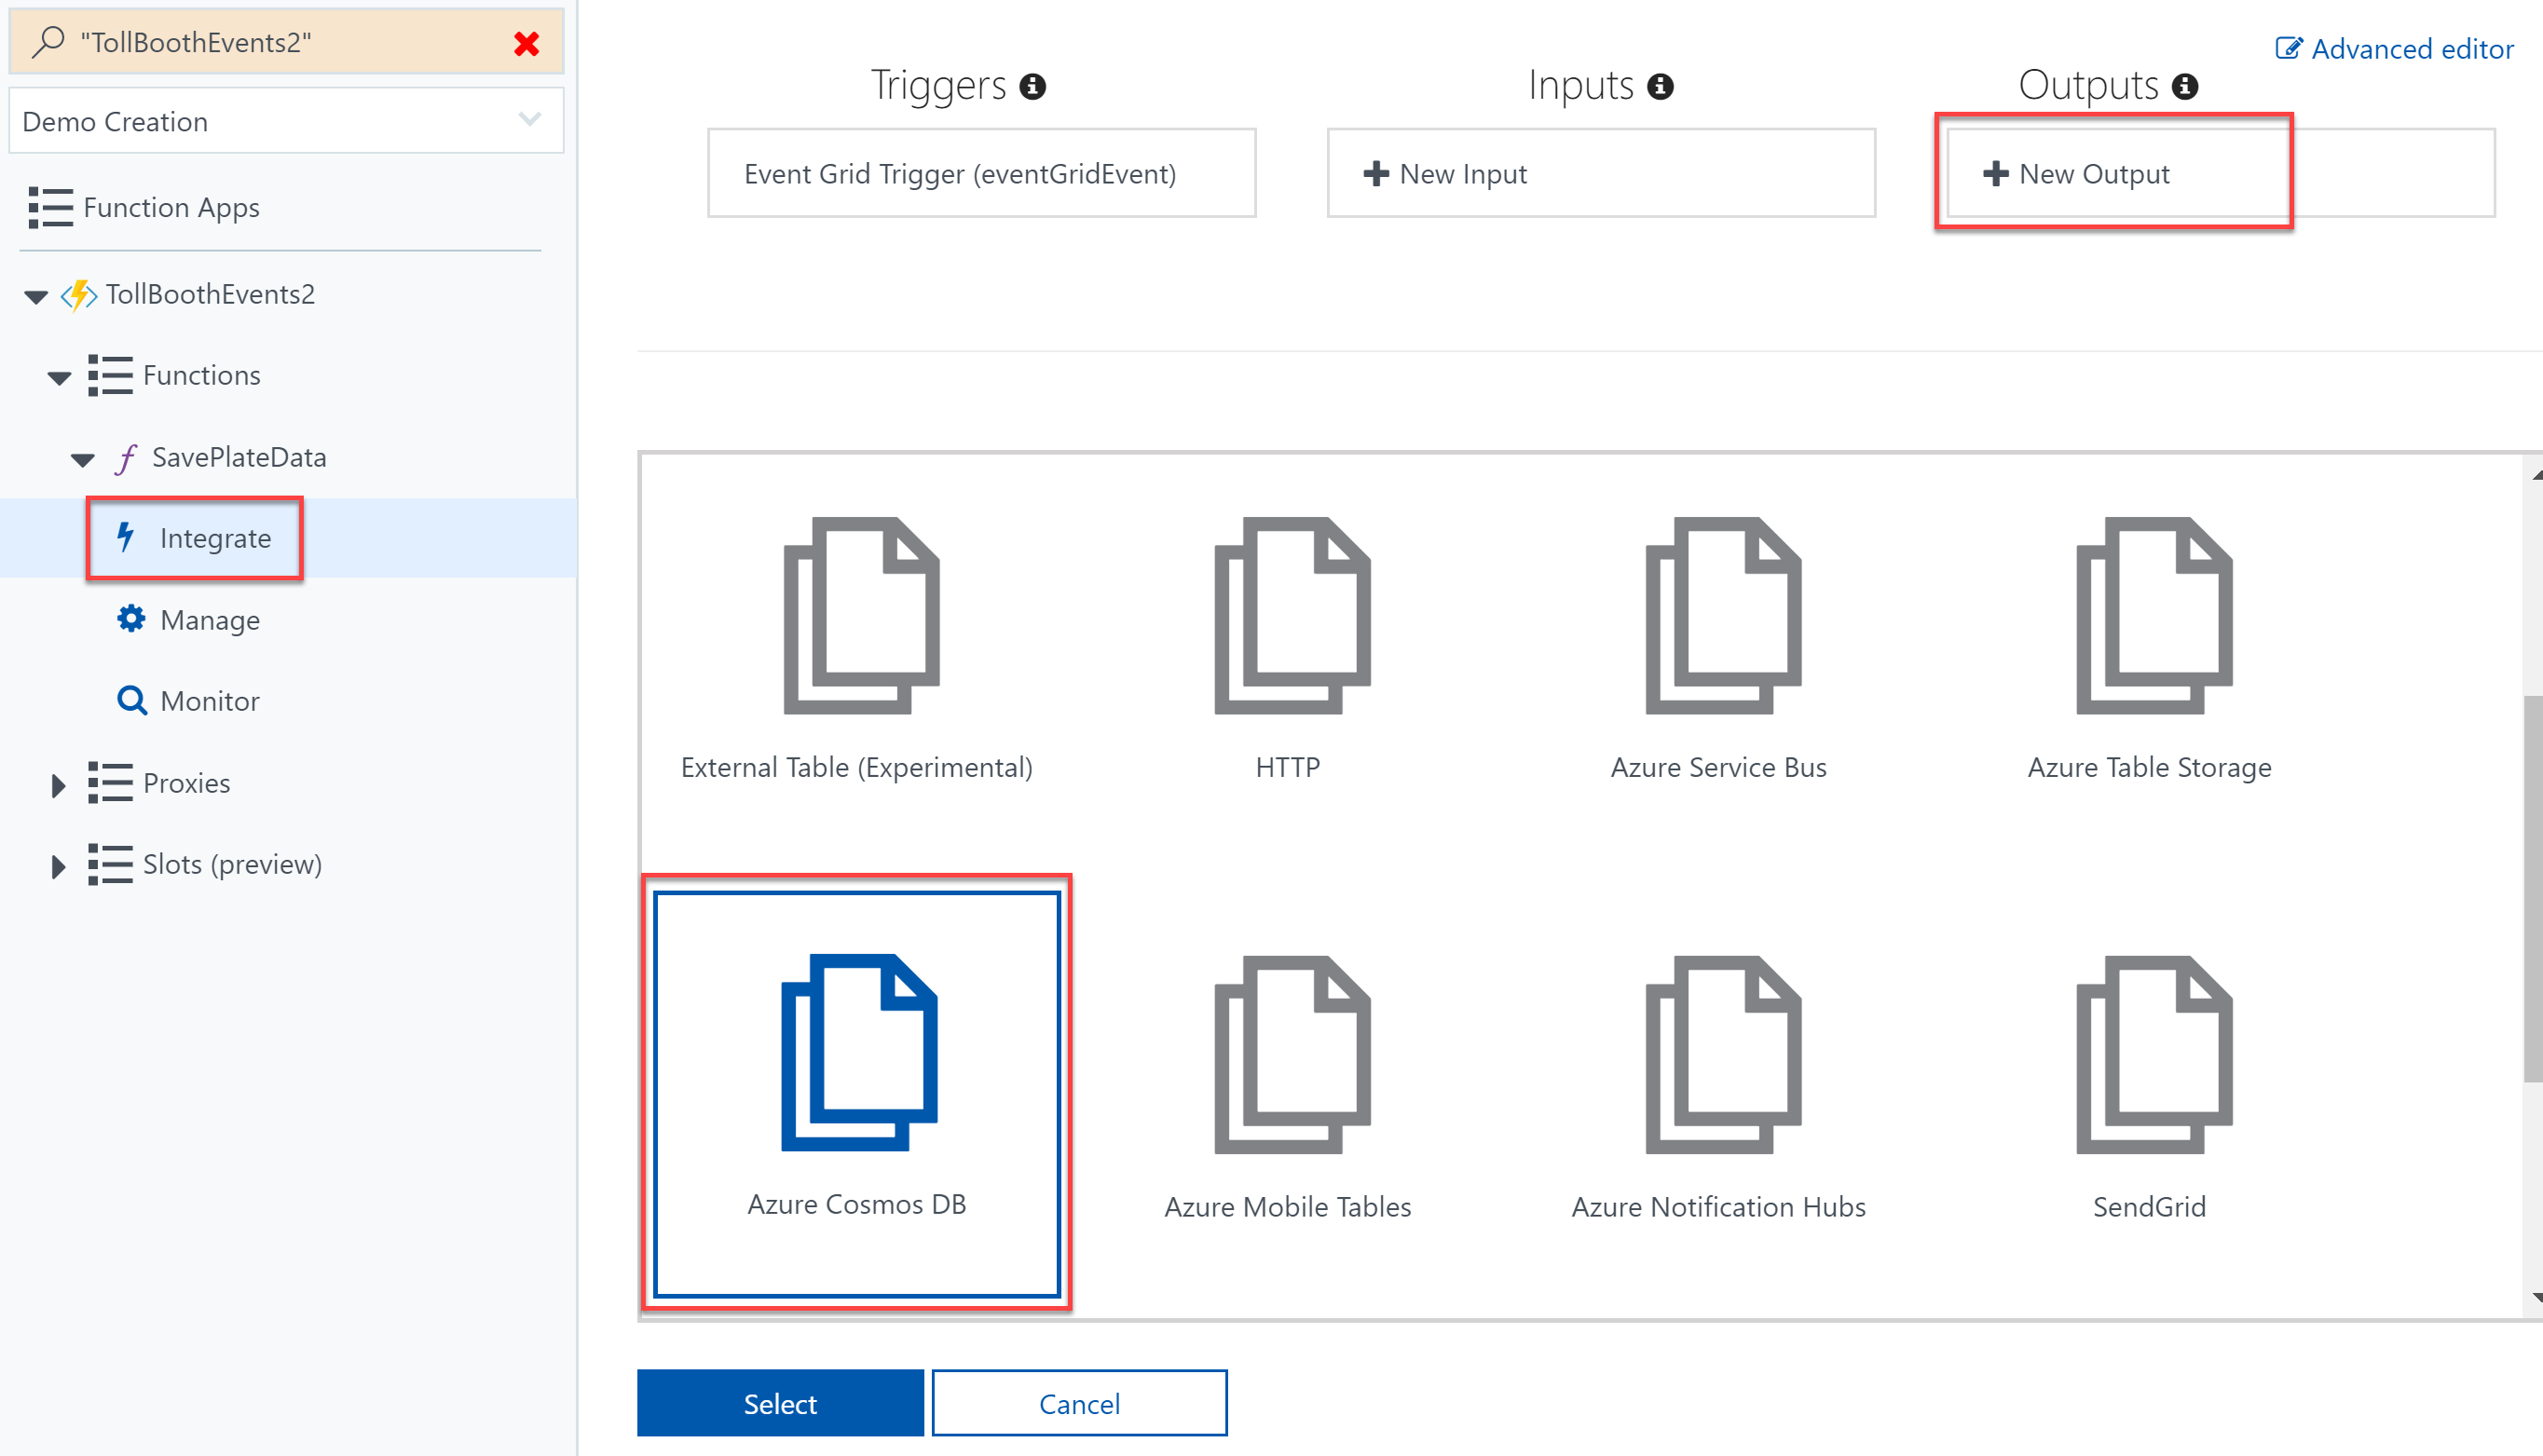 "TollBoothEvents2"
Demo Creation
Function Apps
TollBoothEvents2
Functions
SavePlateData
Integrate
Manage
Monitor
Proxies
Slots (preview)
Advanced editor
Triggers
Inputs
Outputs
Event Grid Trigger (eventGridEvent)
New Input
New Output
External Table (Experimental)
HTTP
Azure Service Bus
Azure Table Storage
Azure Cosmos DB
Azure Mobile Tables
Azure Notification Hubs
SendGrid
Select
Cancel